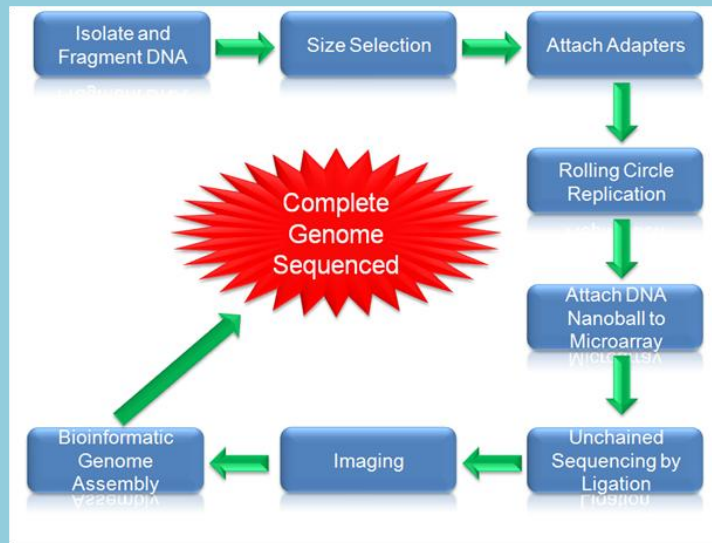 Isolate and
Fragment DNA
Size Selection
Attach Adapters
Rolling Circle
Replication
Attach DNA
Nanoball to
Microarray
Unchained
Sequencing by
Ligation
Imaging
Bioinformatic
Genome
Assembly
Complete
Genome
Sequenced